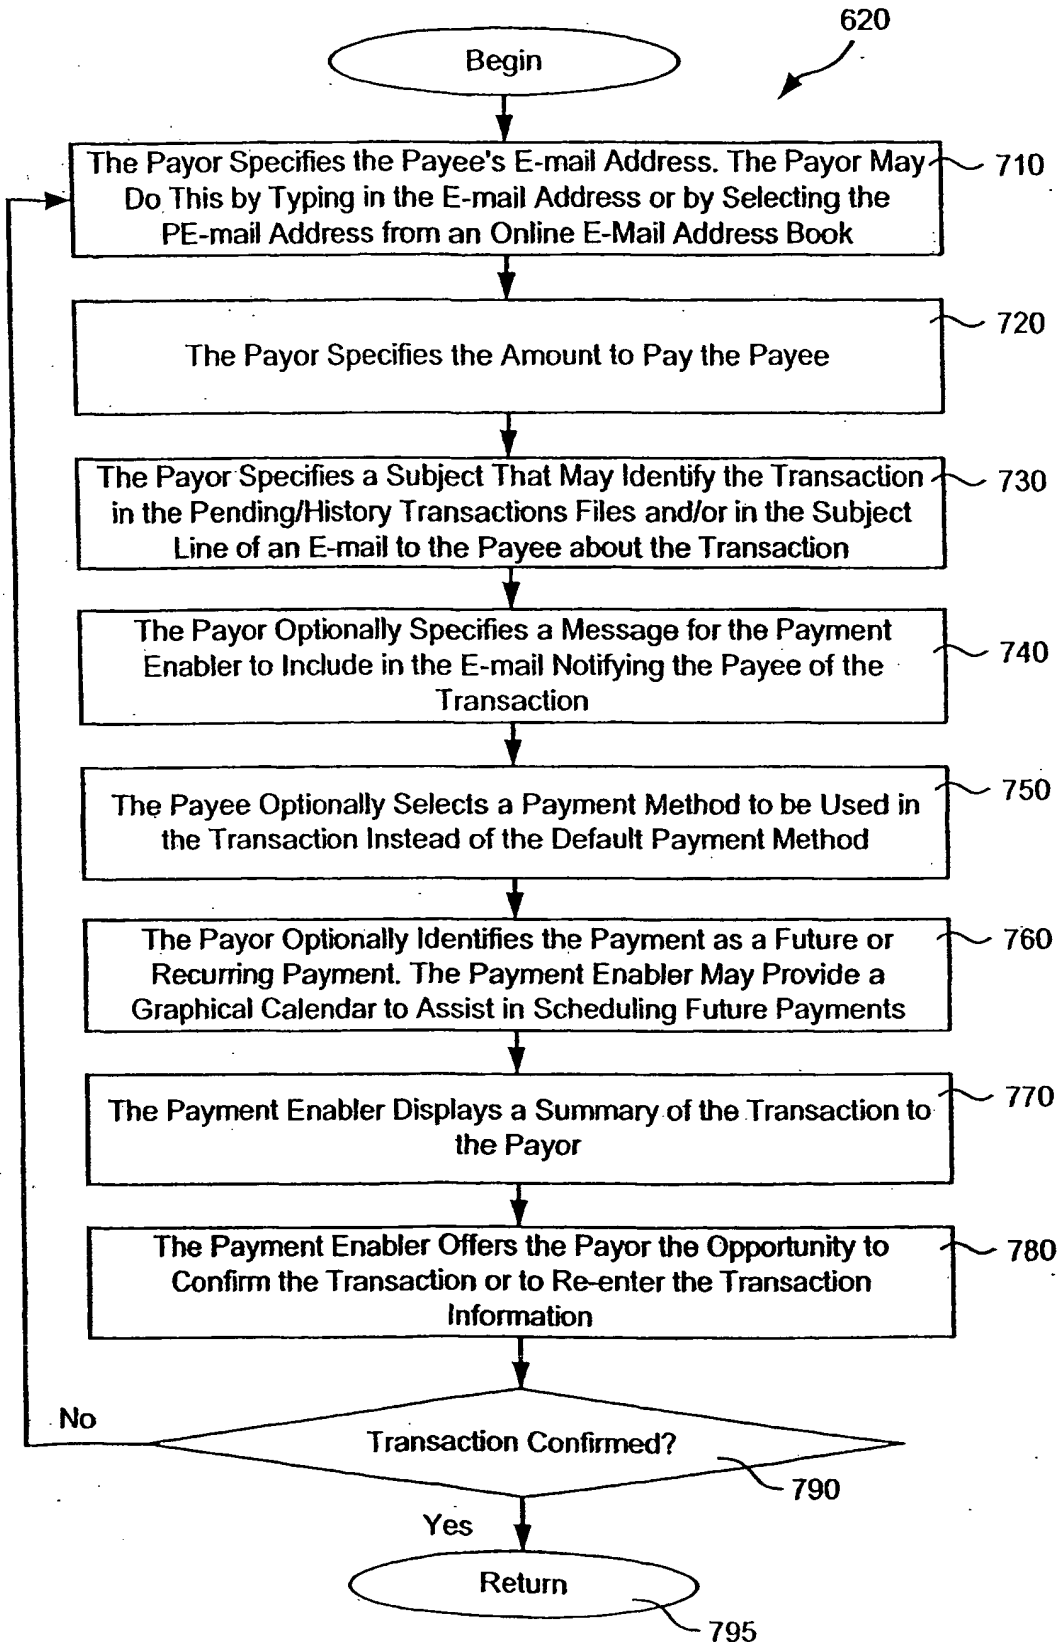 620
Begin
The Payor Specifies the Payee's E-mail Address. The Payor May
Do This by Typing in the E-mail Address or by Selecting the
PE-mail Address from an Online E-Mail Address Book
710
The Payor Specifies the Amount to Pay the Payee
720
The Payor Specifies a Subject That May Identify the Transaction
in the Pending/History Transactions Files and/or in the Subject
Line of an E-mail to the Payee about the Transaction
730
The Payor Optionally Specifies a Message for the Payment
Enabler to Include in the E-mail Notifying the Payee of the
Transaction
740
The Payee Optionally Selects a Payment Method to be Used in
the Transaction Instead of the Default Payment Method
750
The Payor Optionally Identifies the Payment as a Future or
Recurring Payment. The Payment Enabler May Provide a
Graphical Calendar to Assist in Scheduling Future Payments
760
The Payment Enabler Displays a Summary of the Transaction to
the Payor
770
The Payment Enabler Offers the Payor the Opportunity to
Confirm the Transaction or to Re-enter the Transaction
Information
780
No
Transaction Confirmed?
790
Yes
Return
795